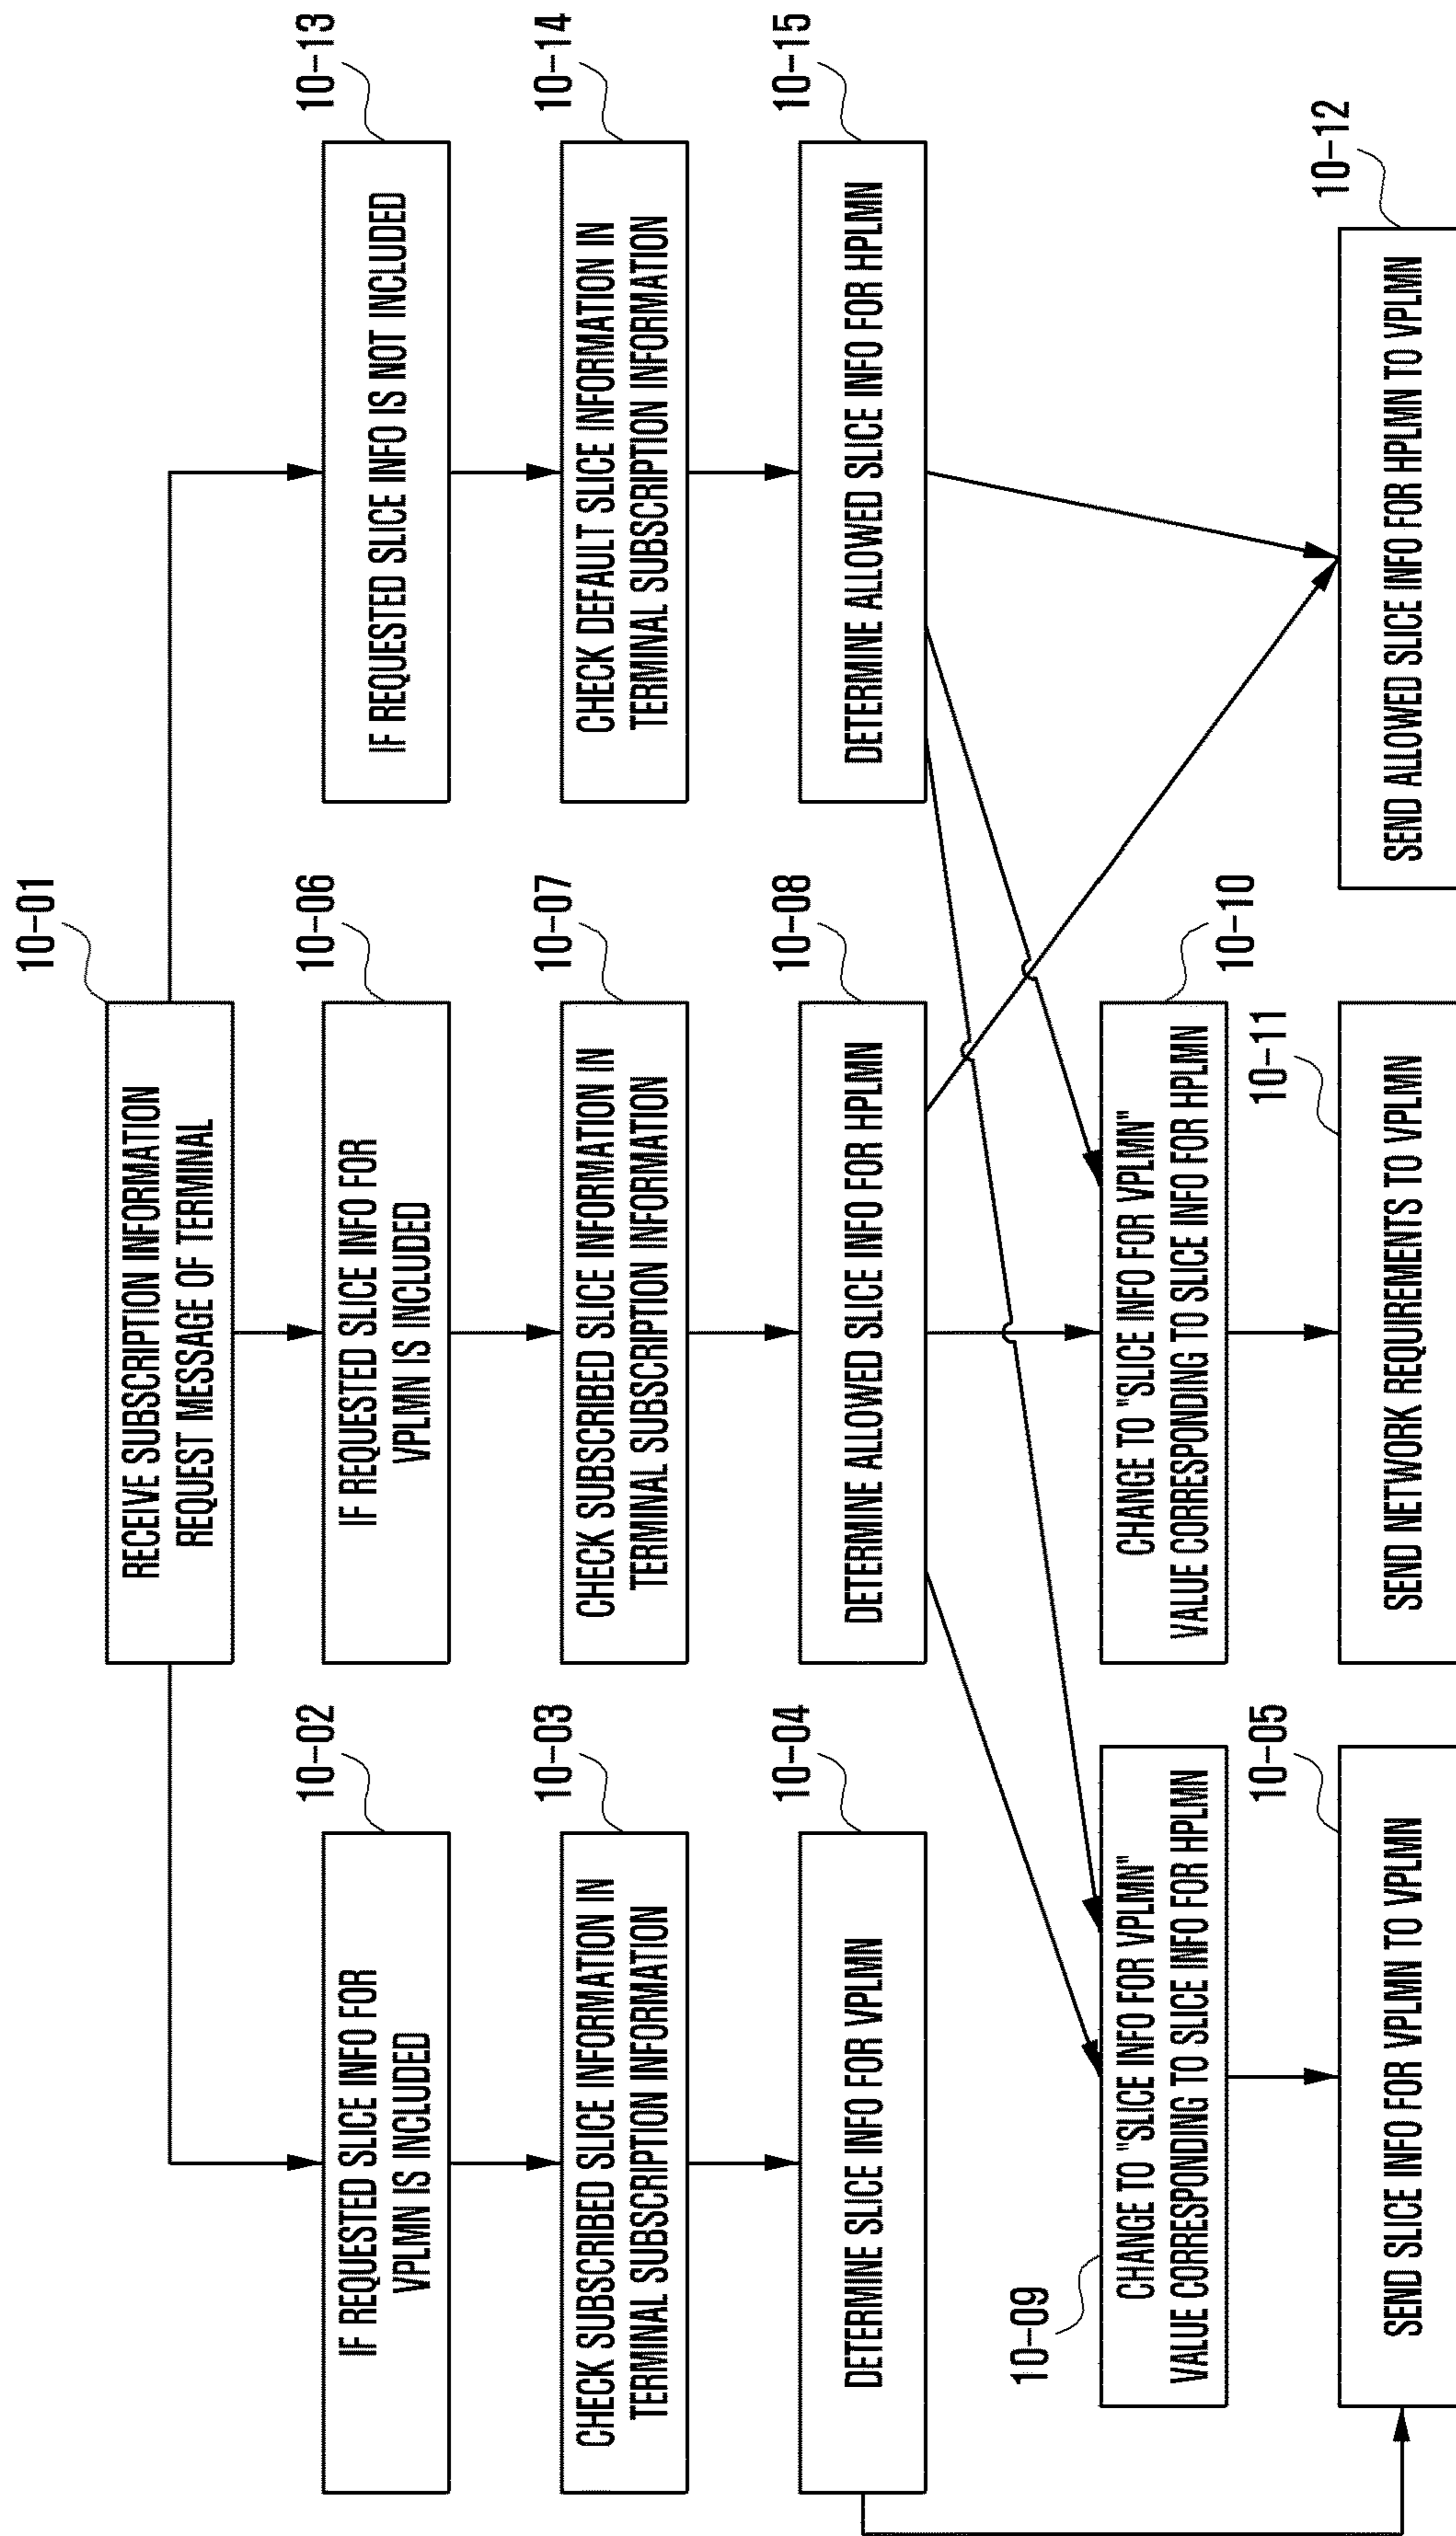 10-01
RECEIVE SUBSCRIPTION INFORMATION
REQUEST MESSAGE OF TERMINAL
10-02
IF REQUESTED SLICE INFO FOR
VPLMN IS INCLUDED
10-06
IF REQUESTED SLICE INFO FOR
VPLMN IS INCLUDED
10-13
IF REQUESTED SLICE INFO IS NOT INCLUDED
10-03
CHECK SUBSCRIBED SLICE INFORMATION IN
TERMINAL SUBSCRIPTION INFORMATION
10-07
CHECK SUBSCRIBED SLICE INFORMATION IN
TERMINAL SUBSCRIPTION INFORMATION
10-14
CHECK DEFAULT SLICE INFORMATION IN
TERMINAL SUBSCRIPTION INFORMATION
10-04
DETERMINE SLICE INFO FOR VPLMN
10-08
DETERMINE ALLOWED SLICE INFO FOR HPLMN
10-15
DETERMINE ALLOWED SLICE INFO FOR HPLMN
10-09
CHANGE TO "SLICE INFO FOR VPLMN"
VALUE CORRESPONDING TO SLICE INFO FOR HPLMN
10-10
CHANGE TO "SLICE INFO FOR VPLMN"
VALUE CORRESPONDING TO SLICE INFO FOR HPLMN
10-05
SEND SLICE INFO FOR VPLMN TO VPLMN
10-11
SEND NETWORK REQUIREMENTS TO VPLMN
10-12
SEND ALLOWED SLICE INFO FOR HPLMN TO VPLMN